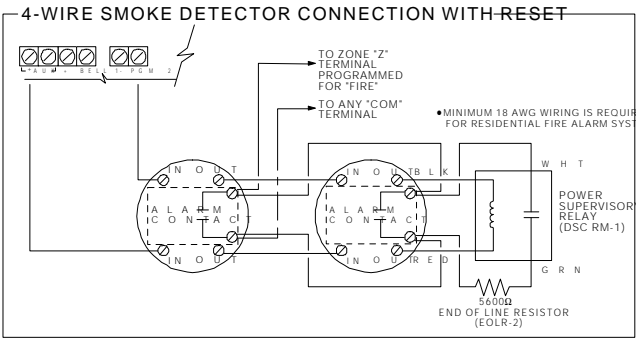 4-WIRE SMOKE DETECTOR CONNECTION WITH RESET
TO ZONE "Z"
TERMINAL
PROGRAMMED
FOR "FIRE"
- AUX + BELL 1- PGM 2
TO ANY "COM"
TERMINAL
•MINIMUM 18 AWG WIRING IS REQUIR
FOR RESIDENTIAL FIRE ALARM SYST
IN OUT
IN OUT
BLK
WHT
ALARM
CONTACT
ALARM
CONTACT
POWER
SUPERVISORY
RELAY
(DSC RM-1)
IN OUT
IN OUT
RED
GRN
5600Ω
END OF LINE RESISTOR
(EOLR-2)